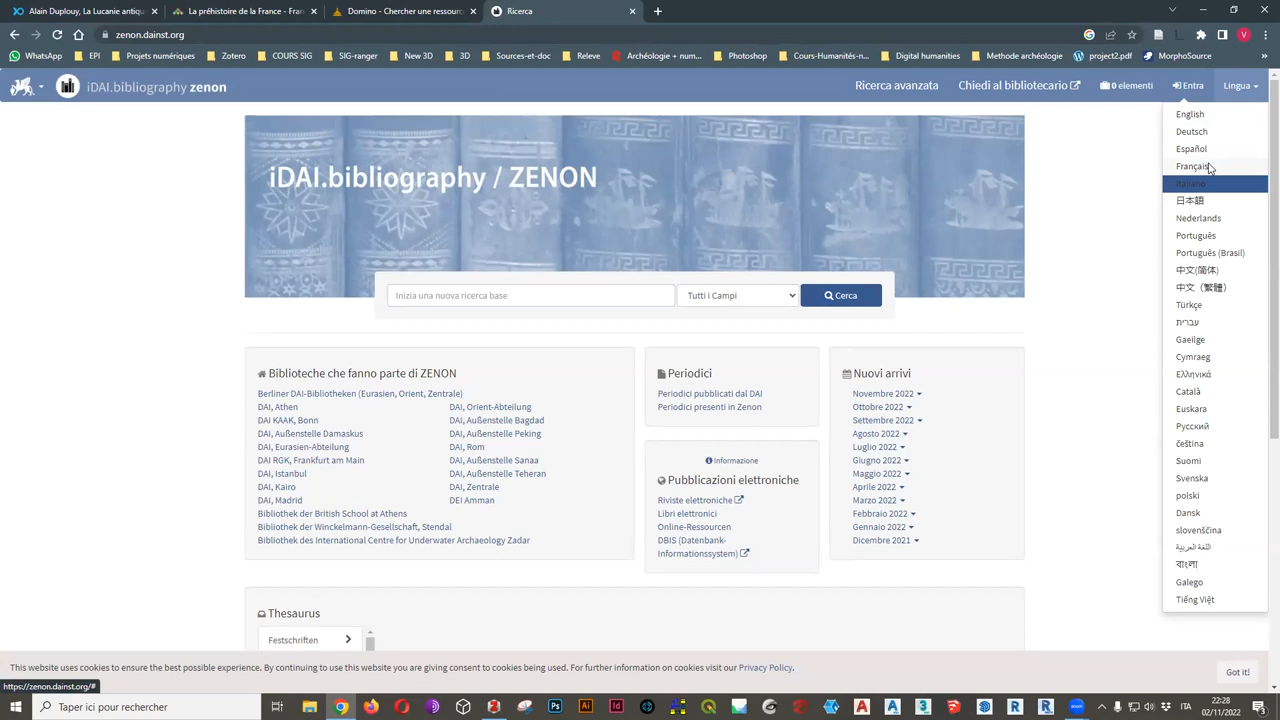 Alain Duplouy, La Lucanie antique
La préhistoire de la France - Fran
Domino - Answer the ressource
Ricerca
zenon.dainst.org
WhatsApp
EPI
Projets numériques
Zotero
COURS SIG
SIG-ranger
New 3D
3D
Sources-et-doc
Releve
Archéologie + num...
Photoshop
Cours-Humanités-n...
Digital humanities
Methode archéologie
project2.pdf
MorphoSource
iDAI.bibliography zenon
Ricerca avanzata
Chiedi al bibliotecario
0 elementi
Entra
Lingua
iDAI.bibliography / ZENON
Inizia una nuova ricerca base
Tutti i Campi
Cerca
Biblioteche che fanno parte di ZENON
Berliner DAI-Bibliotheken (Eurasien, Orient, Zentrale)
DAI, Athen
DAI KAAK, Bonn
DAI, Außenstelle Damaskus
DAI, Eurasien-Abteilung
DAI RGK, Frankfurt am Main
DAI, Istanbul
DAI, Kairo
DAI, Madrid
DAI, Orient-Abteilung
DAI, Außenstelle Bagdad
DAI, Außenstelle Peking
DAI, Rom
DAI, Außenstelle Sanaa
DAI, Außenstelle Teheran
DAI, Zentrale
DEI Amman
Bibliothek der British School at Athens
Bibliothek der Winckelmann-Gesellschaft, Stendal
Bibliothek des International Centre for Underwater Archaeology Zadar
Periodici
Periodici pubblicati dal DAI
Periodici presenti in Zenon
Informazione
Pubblicazioni elettroniche
Riviste elettroniche
Libri elettronici
Online-Ressourcen
DBIS (Datenbank-
Informationssystem)
Nuovi arrivi
Novembre 2022
Ottobre 2022
Settembre 2022
Agosto 2022
Luglio 2022
Giugno 2022
Maggio 2022
Aprile 2022
Marzo 2022
Febbraio 2022
Gennaio 2022
Dicembre 2021
English
Deutsch
Español
Français
Italiano
日本語
Nederlands
Português
Português (Brasil)
中文(简体)
中文（繁體）
Türkçe
עברית
Gaeilge
Cymraeg
Ελληνικά
Català
Euskara
Русский
čeština
Suomi
Svenska
polski
Dansk
slovenščina
اللغة العربية
বাংলা
Galego
Tiếng Việt
Thesaurus
Festschriften
This website uses cookies to ensure the best possible experience. By continuing to use this website you are giving consent to cookies being used. For further information on cookies visit our Privacy Policy.
Got it!
https://zenon.dainst.org/#
Taper ici pour rechercher
ITA
22:28
02/11/2022